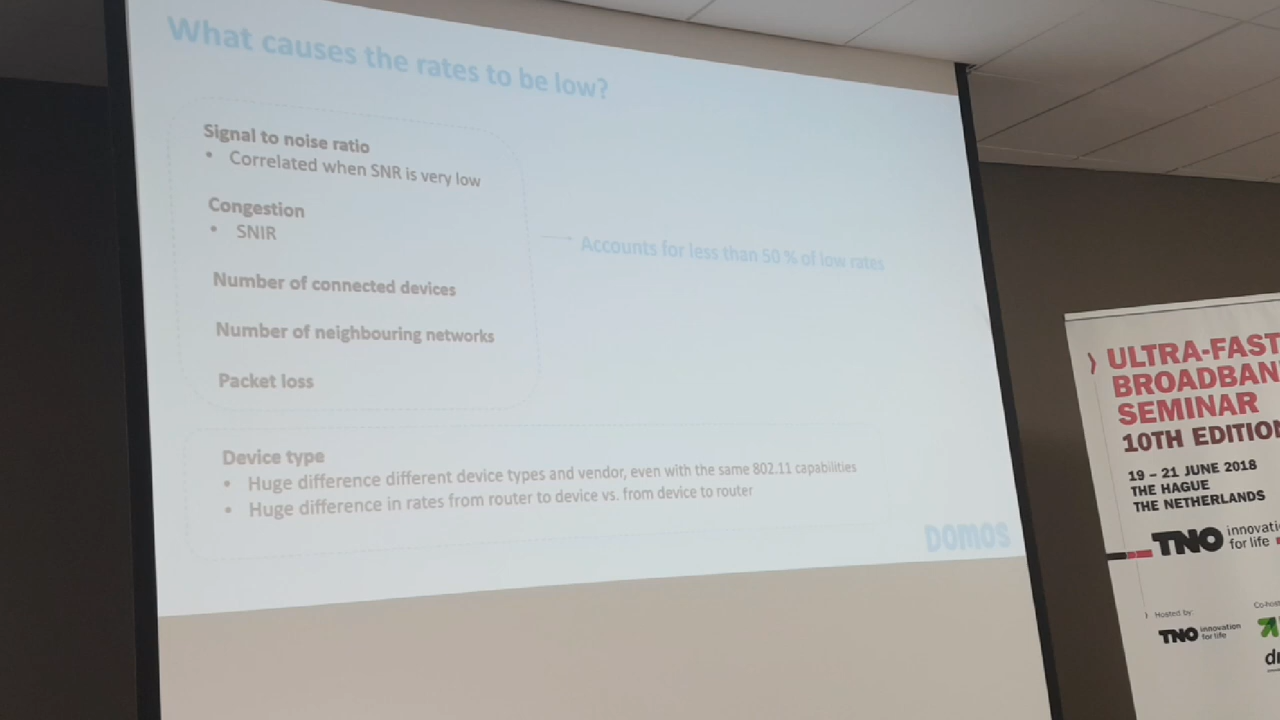 What causes the rates to be low?
Signal to noise ratio
• Correlated when SNR is very low
Congestion
• SNIR
Number of connected devices
Number of neighbouring networks
Packet loss
Accounts for less than 50 % of low rates
Device type
• Huge difference different device types and vendor, even with the same 802.11 capabilities
• Huge difference in rates from router to device vs. from device to router
DOMOS
ULTRA-FAST
BROADBAN
SEMINAR
10TH EDITION
19 – 21 JUNE 2018
THE HAGUE
THE NETHERLANDS
TNO innovati
for life
Hosted by:
TNO innovation
for life
Co-hos